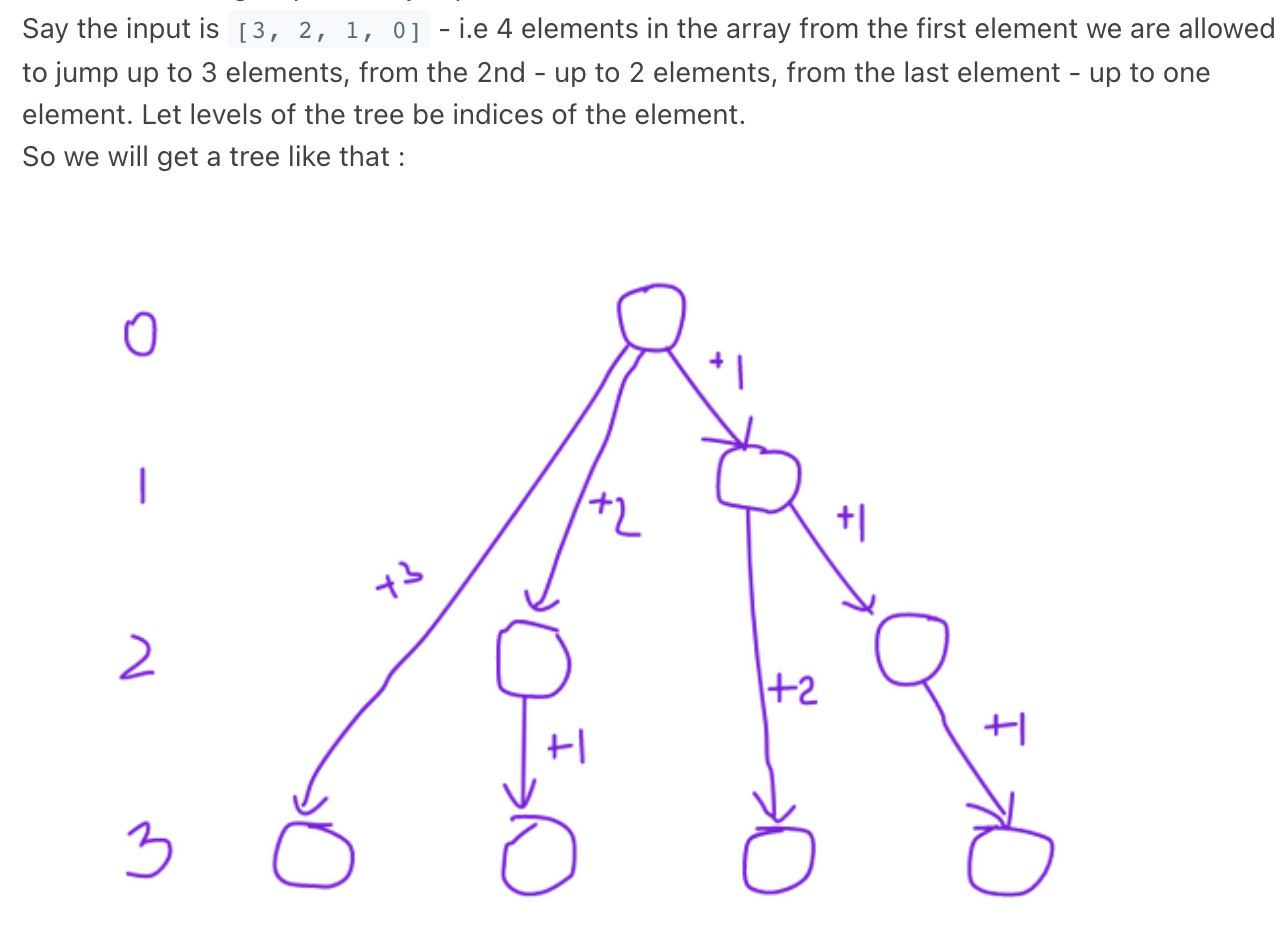 Say the input is [3, 2, 1, 0] - i.e 4 elements in the array from the first element we are allowed
to jump up to 3 elements, from the 2nd - up to 2 elements, from the last element - up to one
element. Let levels of the tree be indices of the element.
So we will get a tree like that :
0
+1
1
+2
+1
+3
2
+2
+1
+1
3